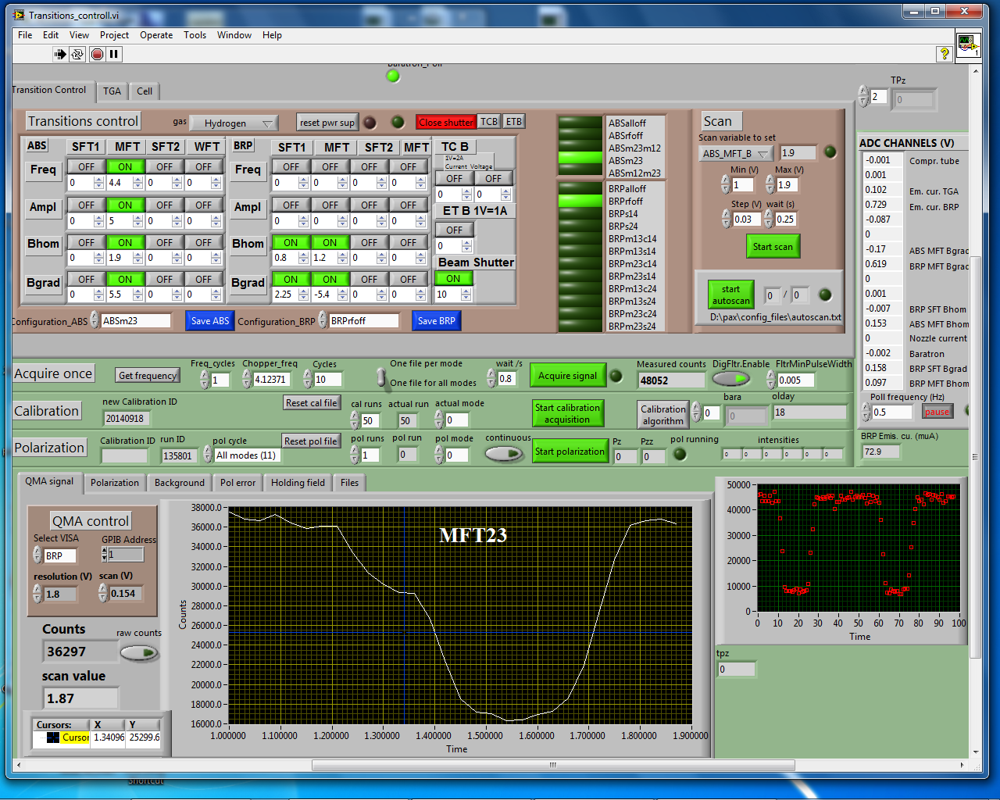 Transitions_controll.vi
File Edit View Project Operate Tools Window Help
1
Transition Control TGA Cell
TPz
2 0
Transitions control gas Hydrogen reset pwr sup Close shutter TCB ETB
ABS SFT1 MFT SFT2 WFT BRP SFT1 MFT SFT2 MFT TC B
1V=2A
Current Voltage
Freq OFF ON OFF OFF Freq OFF OFF OFF OFF OFF OFF
0 4.4 0 0 0 0 0 0 0 0
Ampl OFF ON OFF OFF Ampl OFF OFF OFF OFF ET B 1V=1A
0 5 0 0 0 0 0 0 OFF
Bhom OFF ON OFF OFF Bhom ON ON OFF OFF 0
0 1.9 0 0 0.8 1.2 0 0 Beam Shutter
Bgrad OFF ON OFF OFF Bgrad ON ON OFF OFF ON
0 5.5 0 0 2.25 -5.4 0 0 10
Configuration_ABS ABSm23 Save ABS Configuration_BRP BRPrfoff Save BRP
ABSalloff
ABSrfoff
ABSm23m12
ABSm23
ABSm12m23
BRPalloff
BRPrfoff
BRPs14
BRPs24
BRPm13c14
BRPm13s14
BRPm23c14
BRPm23s14
BRPm13c24
BRPm13s24
BRPm23c24
BRPm23s24
Scan
Scan variable to set
ABS_MFT_B 1.9
Min (V) Max (V)
1 1.9
Step (V) wait (s)
0.03 0.25
Start scan
start
autoscan 0 / 0
D:\pax\config_files\autoscan.txt
ADC CHANNELS (V)
-0.001 Compr. tube
0.001
0.102 Em. cur. TGA
0.729 Em. cur. BRP
-0.087
0
-0.17 ABS MFT Bgrad
0.619 BRP MFT Bgrad
0
0.001
-0.007 BRP SFT Bhom
0.153 ABS MFT Bhom
0 Nozzle current
-0.002 Baratron
0.158 BRP SFT Bgrad
0.097 BRP MFT Bhom
Poll frequency (Hz)
0.5 pause
BRP Emis. cu. (muA)
72.9
Acquire once Get frequency Freq_cycles Chopper_freq Cycles
1 4.12371 10
One file per mode
One file for all modes
wait /s
0.8
Acquire signal
Measured counts DigFltr.Enable FltrMinPulseWidth
48052 0.005
Calibration new Calibration ID Reset cal file cal runs actual run actual mode
20140918 50 50 0
Start calibration
acquisition
Calibration
algorithm
0 bara olday
0 18
Polarization Calibration ID run ID pol cycle Reset pol file pol runs pol run pol mode continuous
135801 All modes (11) 1 0 0
Start polarization Pz Pzz pol running intensities
0 0 0 0 0 0 0
QMA signal Polarization Background Pol error Holding field Files
QMA control
Select VISA GPIB Address
BRP 1
resolution (V) scan (V)
1.8 0.154
Counts raw counts
36297
scan value
1.87
Cursors: X Y
Cursor 1.34096 25299.6
MFT23
Counts
38000.0
36000.0
34000.0
32000.0
30000.0
28000.0
26000.0
24000.0
22000.0
20000.0
18000.0
16000.0
1.000000 1.100000 1.200000 1.300000 1.400000 1.500000 1.600000 1.700000 1.800000 1.900000
Time
50000
40000
30000
20000
10000
0
0 10 20 30 40 50 60 70 80 90 100
Time
tpz
0